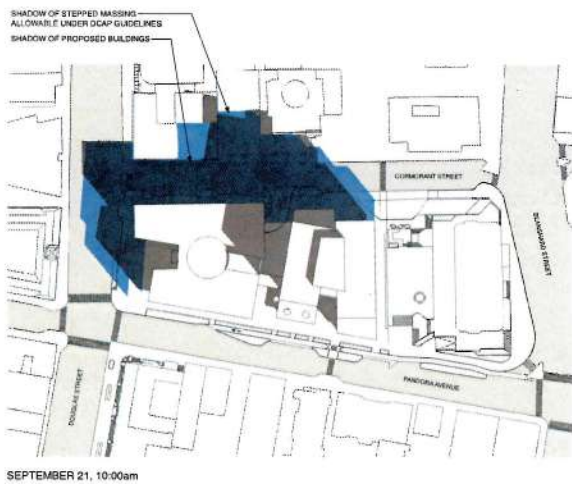 SHADOW OF STEPPED MASSING
ALLOWABLE UNDER DCAP GUIDELINES
SHADOW OF PROPOSED BUILDINGS
CORMORANT STREET
BLANSHARD STREET
DOUGLAS STREET
PANDORA AVENUE
SEPTEMBER 21, 10:00am